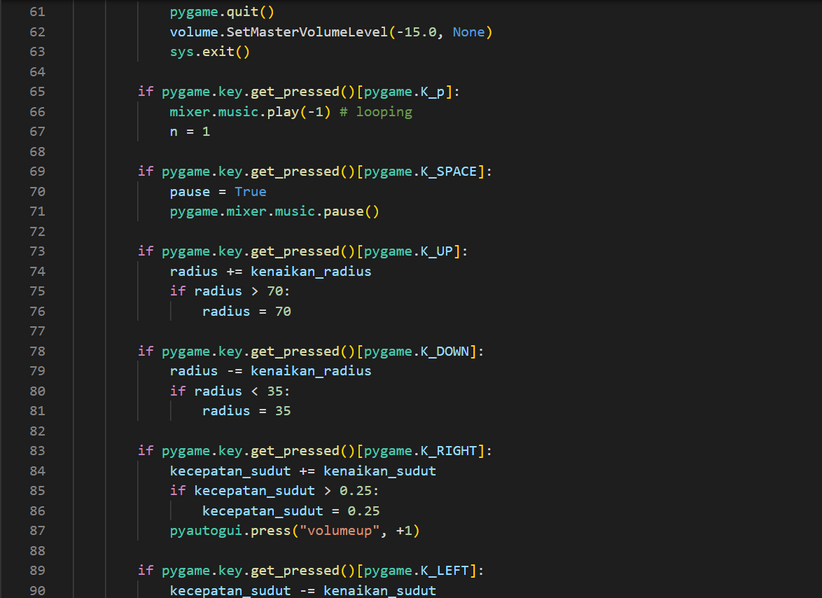 61 pygame.quit()
62 volume.SetMasterVolumeLevel(-15.0, None)
63 sys.exit()
64
65 if pygame.key.get_pressed()[pygame.K_p]:
66 mixer.music.play(-1) # looping
67 n = 1
68
69 if pygame.key.get_pressed()[pygame.K_SPACE]:
70 pause = True
71 pygame.mixer.music.pause()
72
73 if pygame.key.get_pressed()[pygame.K_UP]:
74 radius += kenaikan_radius
75 if radius > 70:
76 radius = 70
77
78 if pygame.key.get_pressed()[pygame.K_DOWN]:
79 radius -= kenaikan_radius
80 if radius < 35:
81 radius = 35
82
83 if pygame.key.get_pressed()[pygame.K_RIGHT]:
84 kecepatan_sudut += kenaikan_sudut
85 if kecepatan_sudut > 0.25:
86 kecepatan_sudut = 0.25
87 pyautogui.press("volumeup", +1)
88
89 if pygame.key.get_pressed()[pygame.K_LEFT]:
90 kecepatan_sudut -= kenaikan_sudut